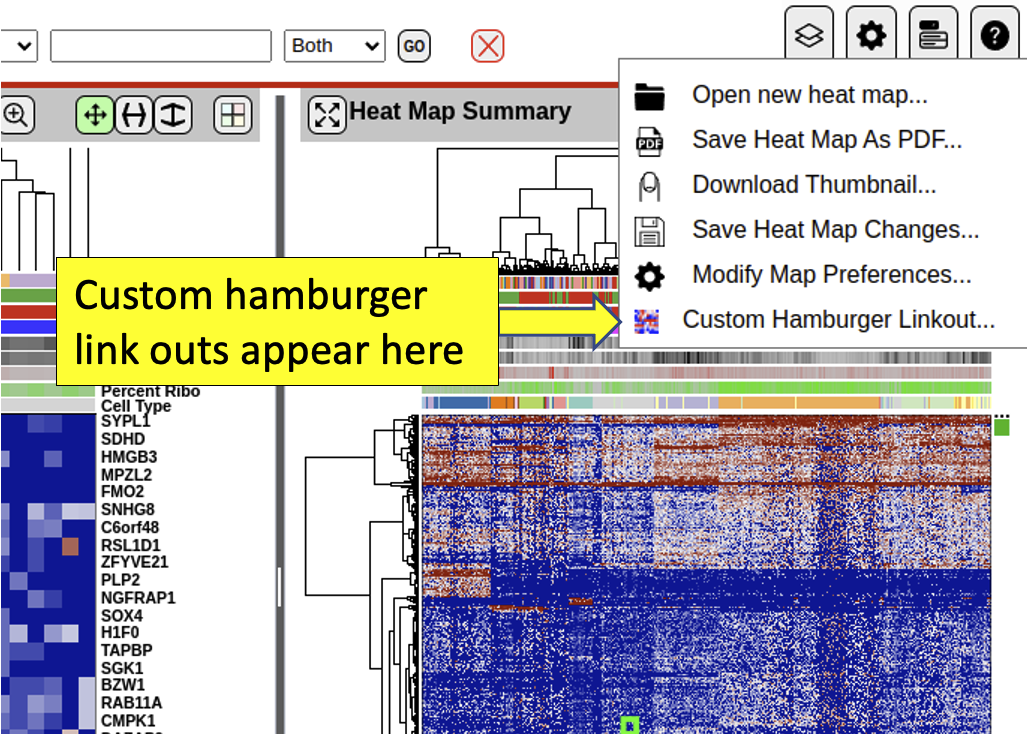 Both
GO
Heat Map Summary
Open new heat map...
PDF
Save Heat Map As PDF...
Download Thumbnail...
Save Heat Map Changes...
Modify Map Preferences...
Custom Hamburger Linkout...
Custom hamburger
link outs appear here
Percent Ribo
Cell Type
SYPL1
SDHD
HMGB3
MPZL2
FMO2
SNHG8
C6orf48
RSL1D1
ZFYVE21
PLP2
NGFRAP1
SOX4
H1F0
TAPBP
SGK1
BZW1
RAB11A
CMPK1